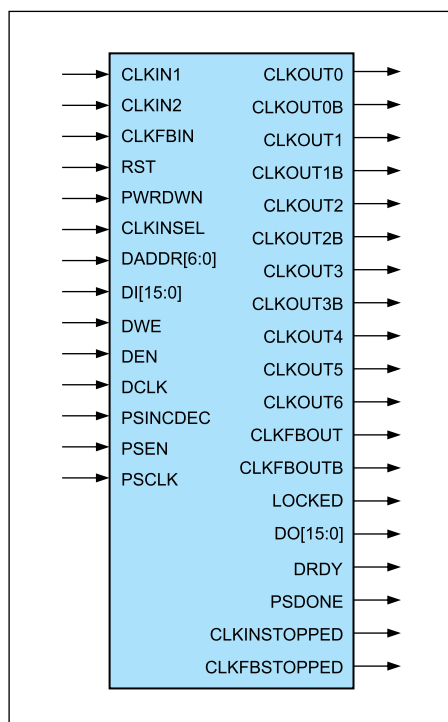 CLKIN1
CLKIN2
CLKFBIN
RST
PWRDWN
CLKINSEL
DADDR[6:0]
DI[15:0]
DWE
DEN
DCLK
PSINCDEC
PSEN
PSCLK
CLKOUT0
CLKOUT0B
CLKOUT1
CLKOUT1B
CLKOUT2
CLKOUT2B
CLKOUT3
CLKOUT3B
CLKOUT4
CLKOUT5
CLKOUT6
CLKFBOUT
CLKFBOUTB
LOCKED
DO[15:0]
DRDY
PSDONE
CLKINSTOPPED
CLKFBSTOPPED